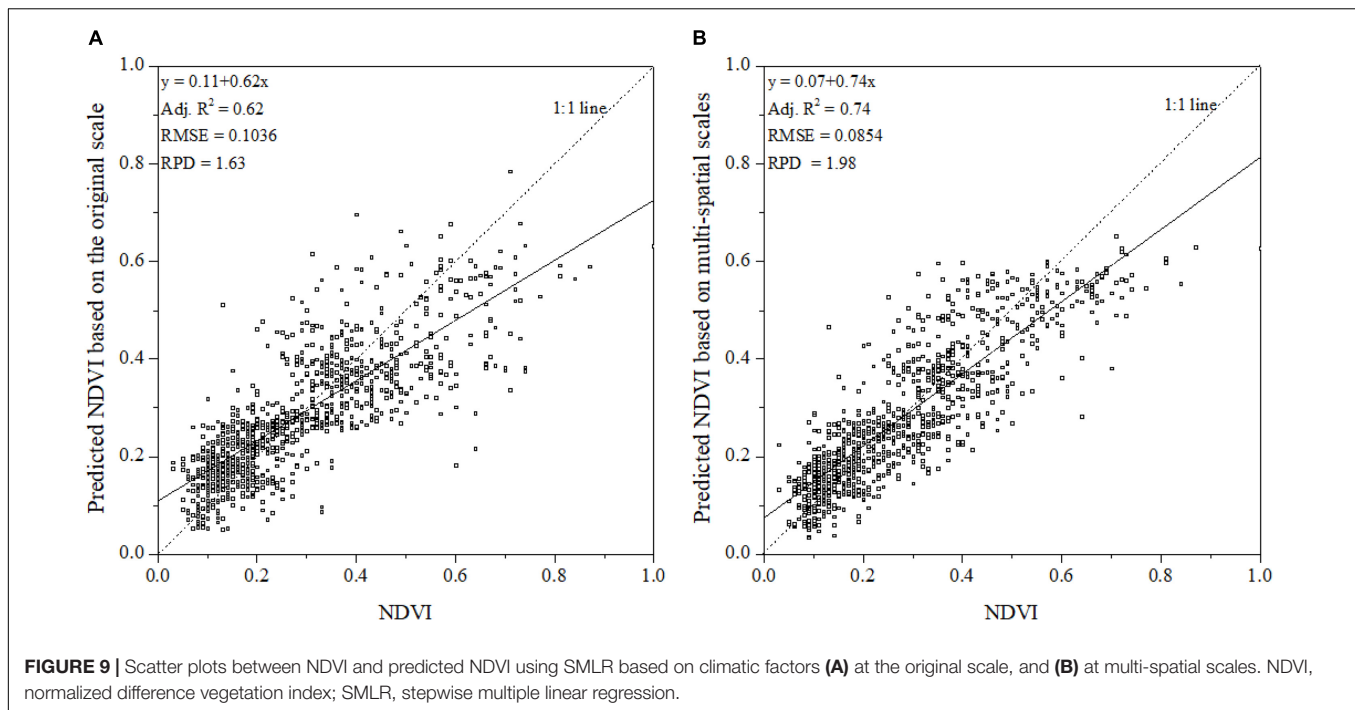 A
y = 0.11+0.62x
Adj. R² = 0.62
RMSE = 0.1036
RPD = 1.63
1:1 line
Predicted NDVI based on the original scale
1.0
0.8
0.6
0.4
0.2
0.0
0.0 0.2 0.4 0.6 0.8 1.0
NDVI
B
y = 0.07+0.74x
Adj. R² = 0.74
RMSE = 0.0854
RPD = 1.98
1:1 line
Predicted NDVI based on multi-spatial scales
1.0
0.8
0.6
0.4
0.2
0.0
0.0 0.2 0.4 0.6 0.8 1.0
NDVI
FIGURE 9 | Scatter plots between NDVI and predicted NDVI using SMLR based on climatic factors (A) at the original scale, and (B) at multi-spatial scales. NDVI,
normalized difference vegetation index; SMLR, stepwise multiple linear regression.